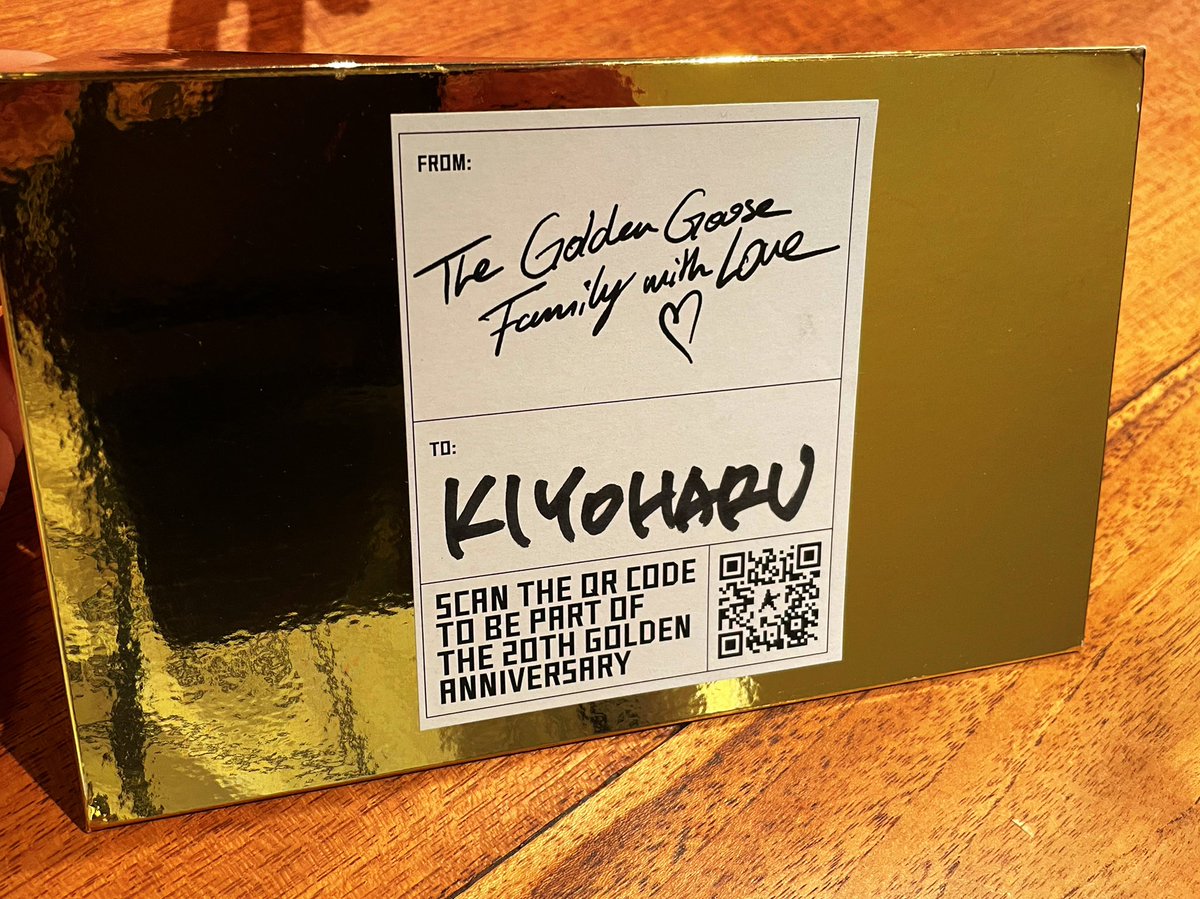 FROM:
The Golden Goose
Family with Love
TO:
KIYOHARU
SCAN THE QR CODE
TO BE PART OF
THE 20TH GOLDEN
ANNIVERSARY